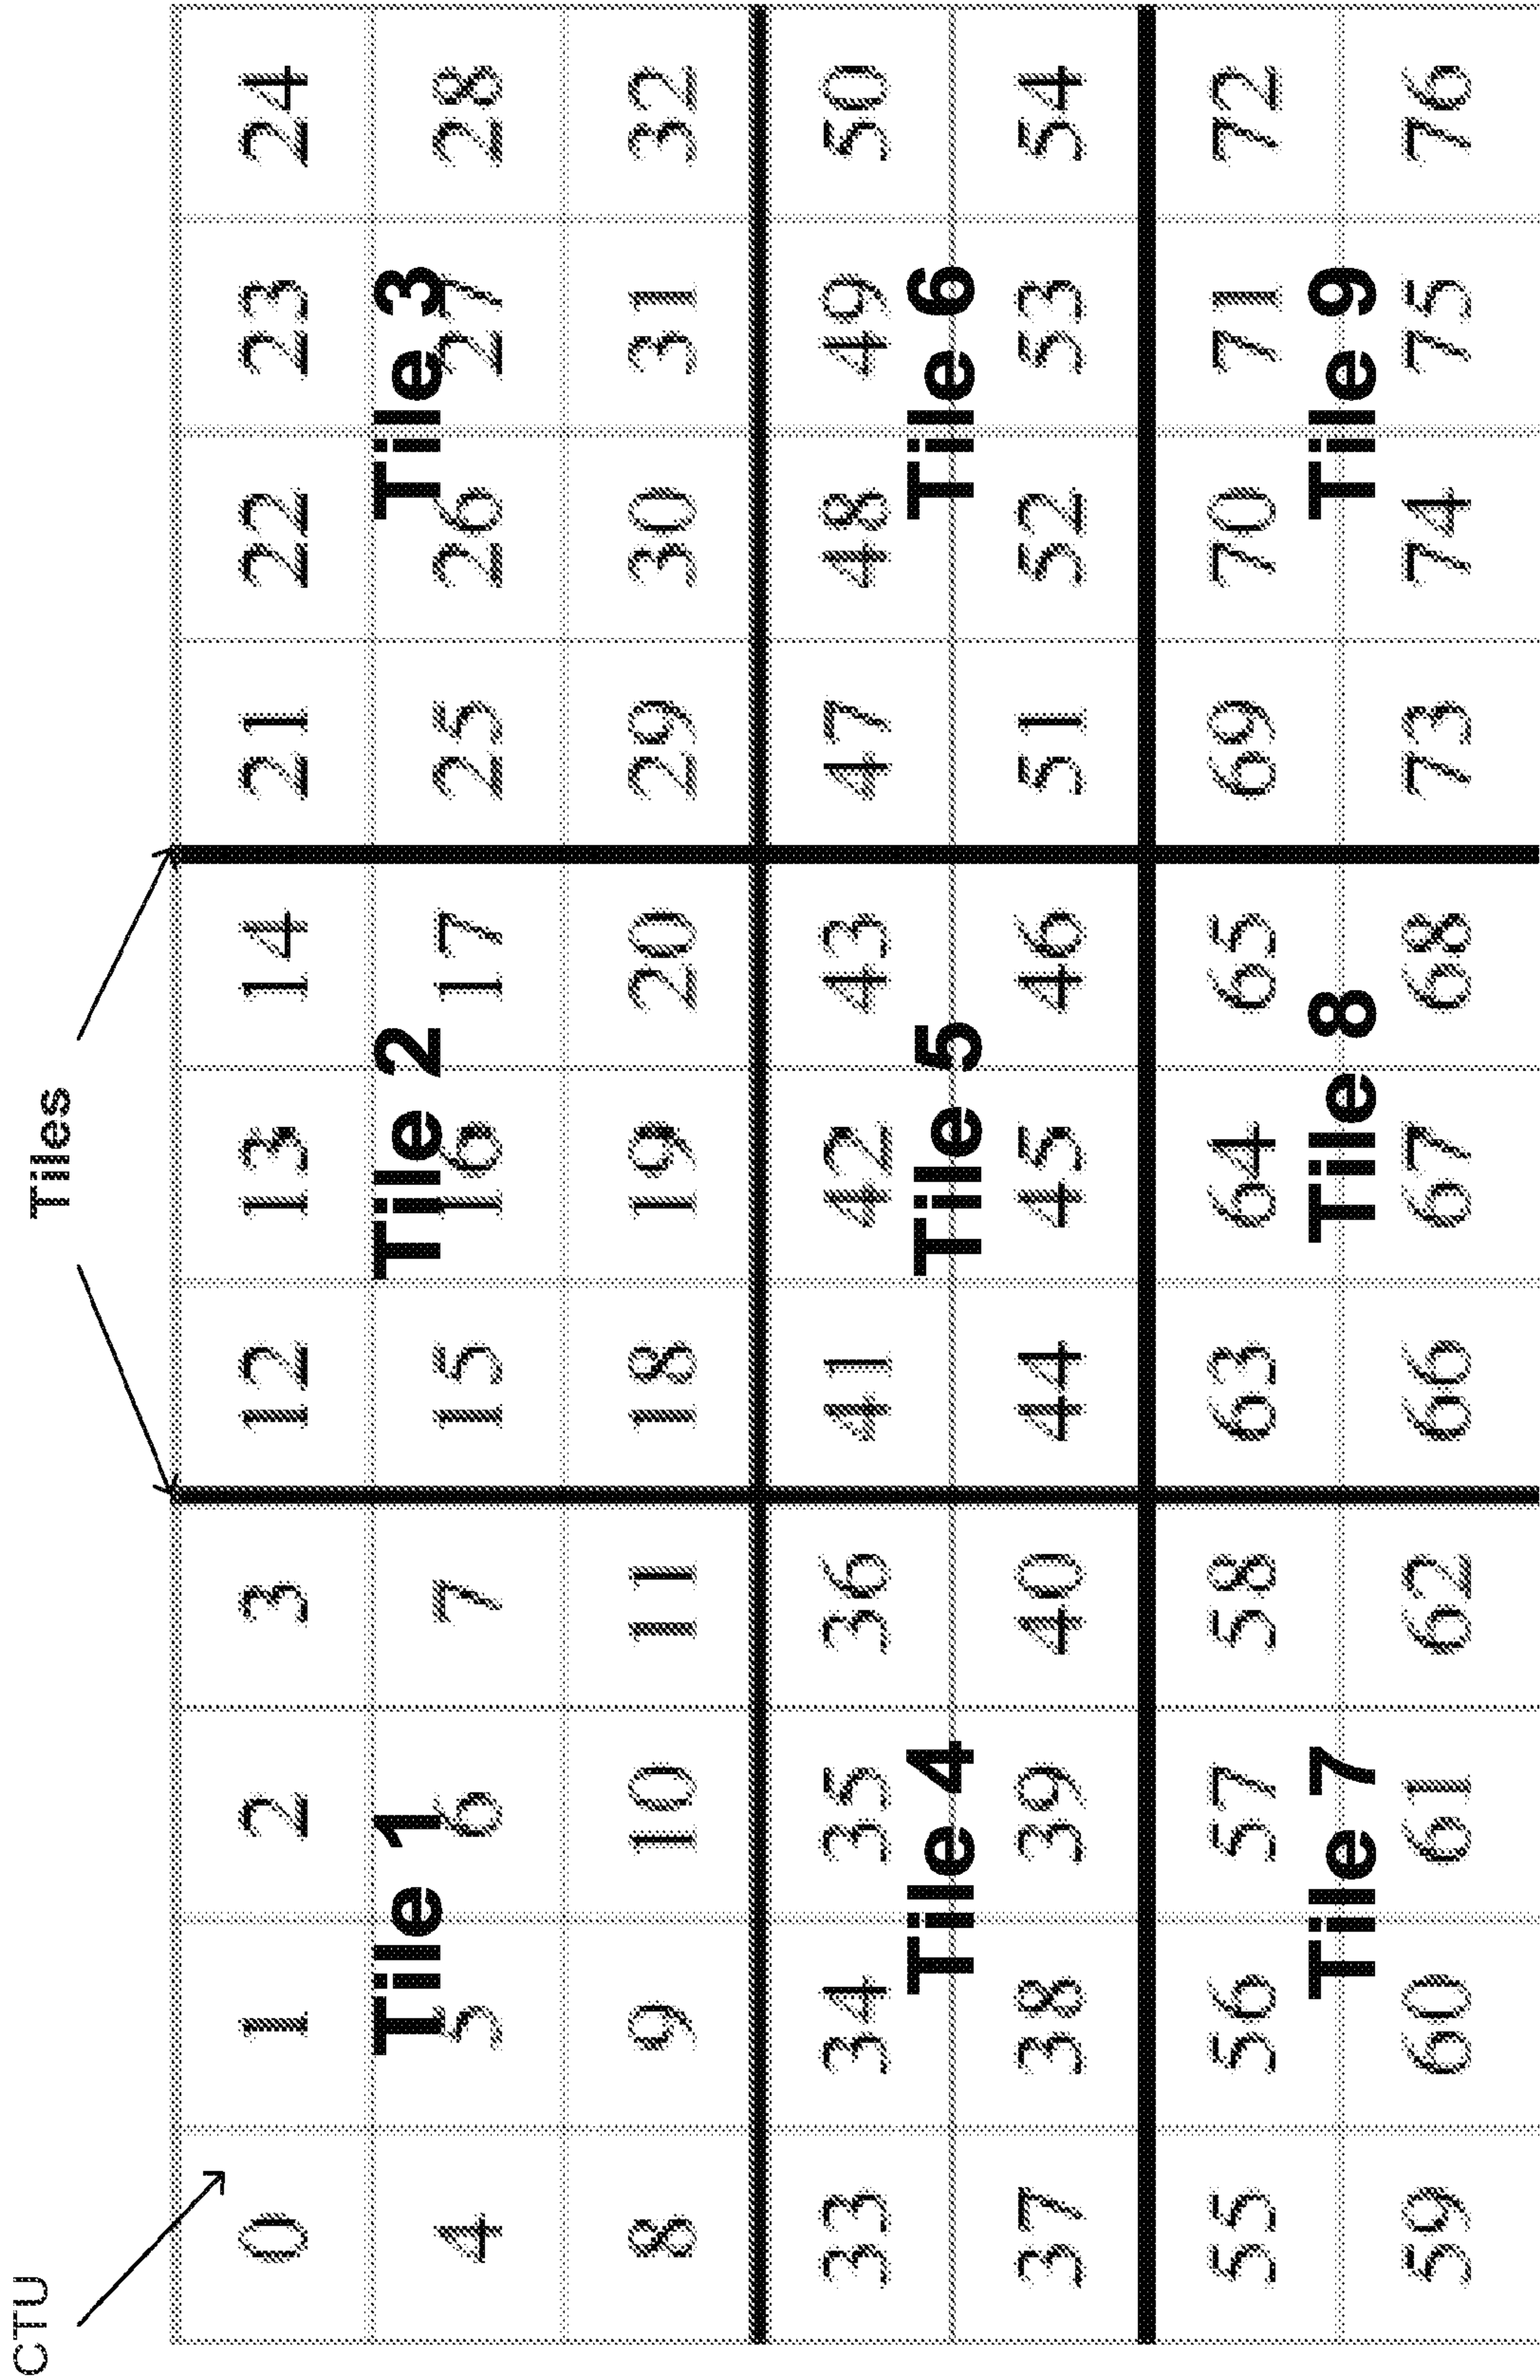 CTU
Tiles
0 1 2 3 12 13 14 21 22 23 24
Tile 1 Tile 2 Tile 3
4 5 6 7 15 16 17 25 26 27 28
8 9 10 11 18 19 20 29 30 31 32
33 34 35 36 41 42 43 47 48 49 50
Tile 4 Tile 5 Tile 6
37 38 39 40 44 45 46 51 52 53 54
55 56 57 58 63 64 65 69 70 71 72
Tile 7 Tile 8 Tile 9
59 60 61 62 66 67 68 73 74 75 76